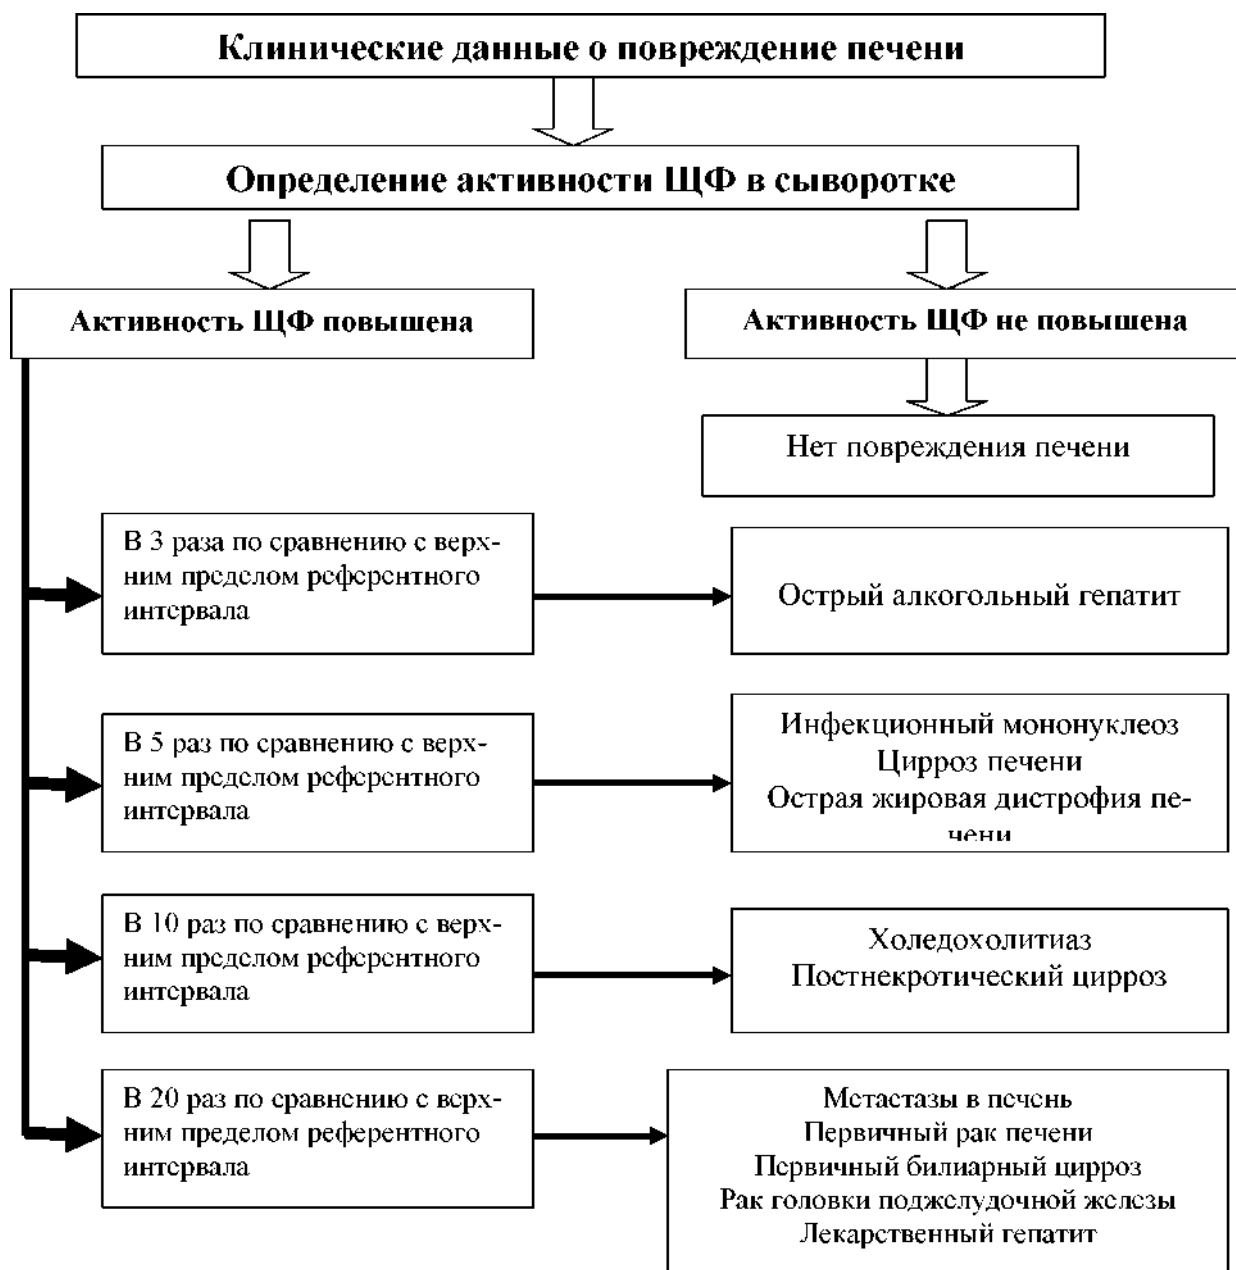 Клинические данные о повреждение печени
Определение активности ЩФ в сыворотке
Активность ЩФ повышена
Активность ЩФ не повышена
Нет повреждения печени
В 3 раза по сравнению с верх-
ним пределом референтного
интервала
Острый алкогольный гепатит
В 5 раз по сравнению с верх-
ним пределом референтного
интервала
Инфекционный мононуклеоз
Цирроз печени
Острая жировая дистрофия пе-
чени
В 10 раз по сравнению с верх-
ним пределом референтного
интервала
Холедохолитиаз
Постнекротический цирроз
В 20 раз по сравнению с верх-
ним пределом референтного
интервала
Метастазы в печень
Первичный рак печени
Первичный билиарный цирроз
Рак головки поджелудочной железы
Лекарственный гепатит